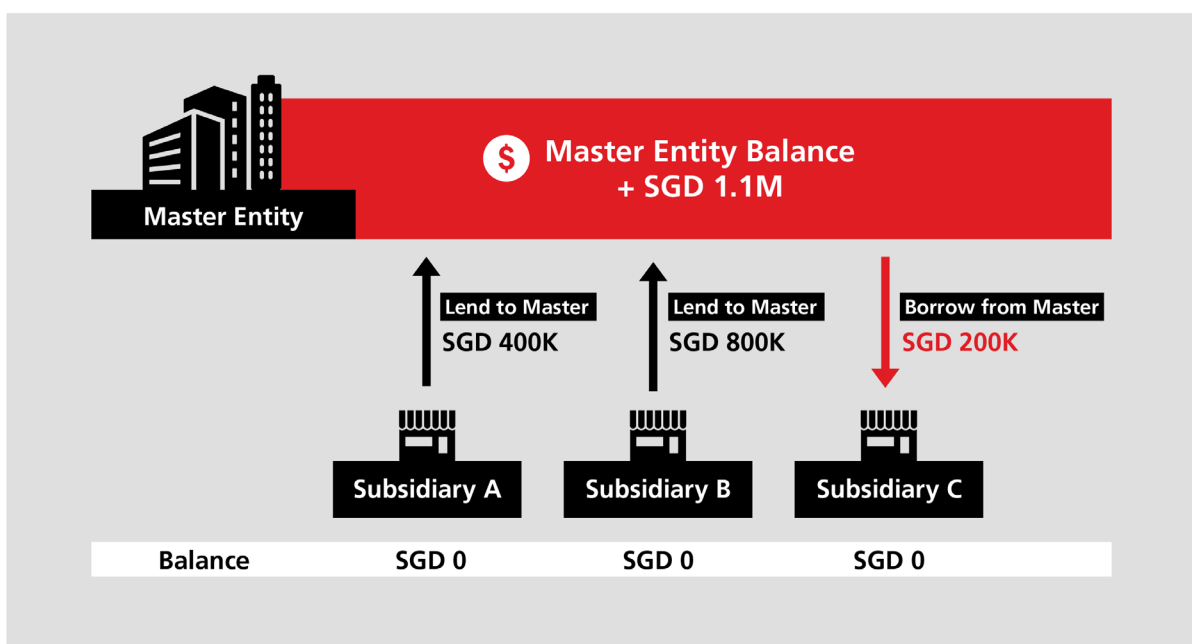 $ Master Entity Balance
+ SGD 1.1M
Master Entity
Lend to Master
SGD 400K
Lend to Master
SGD 800K
Borrow from Master
SGD 200K
Subsidiary A
Subsidiary B
Subsidiary C
Balance SGD 0 SGD 0 SGD 0